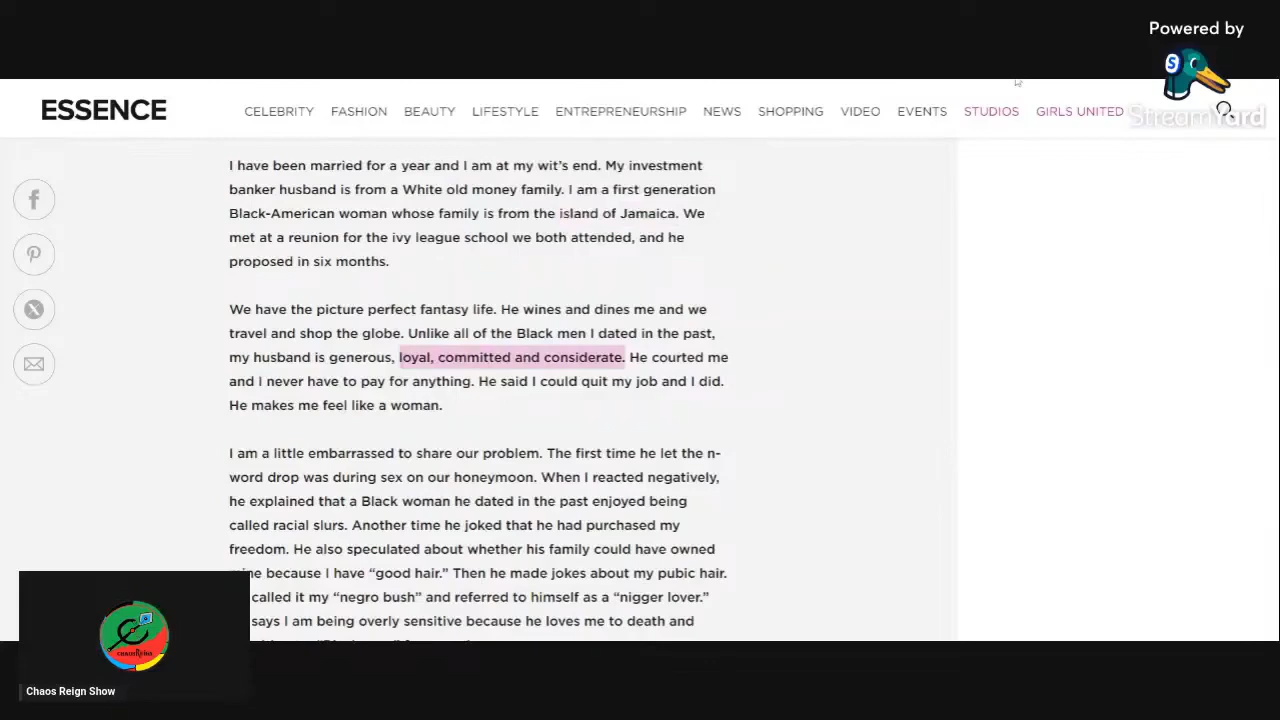 Powered by
S
StreamYard
ESSENCE
CELEBRITY FASHION BEAUTY LIFESTYLE ENTREPRENEURSHIP NEWS SHOPPING VIDEO EVENTS STUDIOS GIRLS UNITED
I have been married for a year and I am at my wit's end. My investment
banker husband is from a White old money family. I am a first generation
Black-American woman whose family is from the island of Jamaica. We
met at a reunion for the ivy league school we both attended, and he
proposed in six months.
We have the picture perfect fantasy life. He wines and dines me and we
travel and shop the globe. Unlike all of the Black men I dated in the past,
my husband is generous, loyal, committed and considerate. He courted me
and I never have to pay for anything. He said I could quit my job and I did.
He makes me feel like a woman.
I am a little embarrassed to share our problem. The first time he let the n-
word drop was during sex on our honeymoon. When I reacted negatively,
he explained that a Black woman he dated in the past enjoyed being
called racial slurs. Another time he joked that he had purchased my
freedom. He also speculated about whether his family could have owned
because I have “good hair.” Then he made jokes about my pubic hair.
called it my “negro bush” and referred to himself as a “nigger lover.”
says I am being overly sensitive because he loves me to death and
CHAOS REIGN
Chaos Reign Show